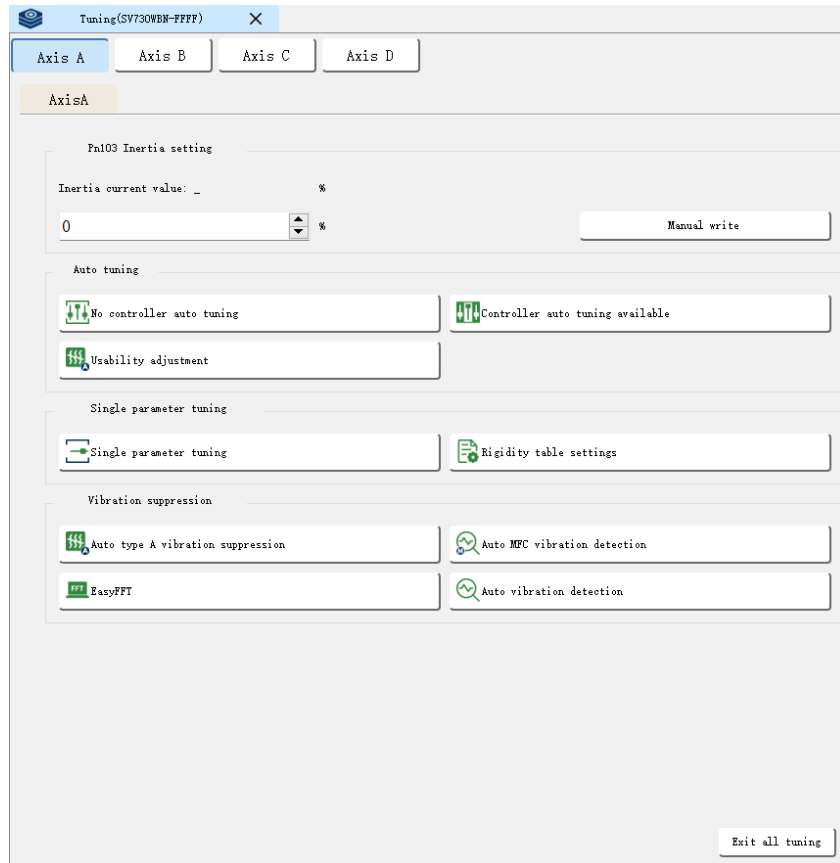 Tuning(SV730WBN-FFFF)
Axis A Axis B Axis C Axis D
AxisA
Pn103 Inertia setting
Inertia current value: _ %
0 % Manual write
Auto tuning
No controller auto tuning Controller auto tuning available
Usability adjustment
Single parameter tuning
Single parameter tuning Rigidity table settings
Vibration suppression
Auto type A vibration suppression Auto MFC vibration detection
FFT EasyFFT Auto vibration detection
Exit all tuning